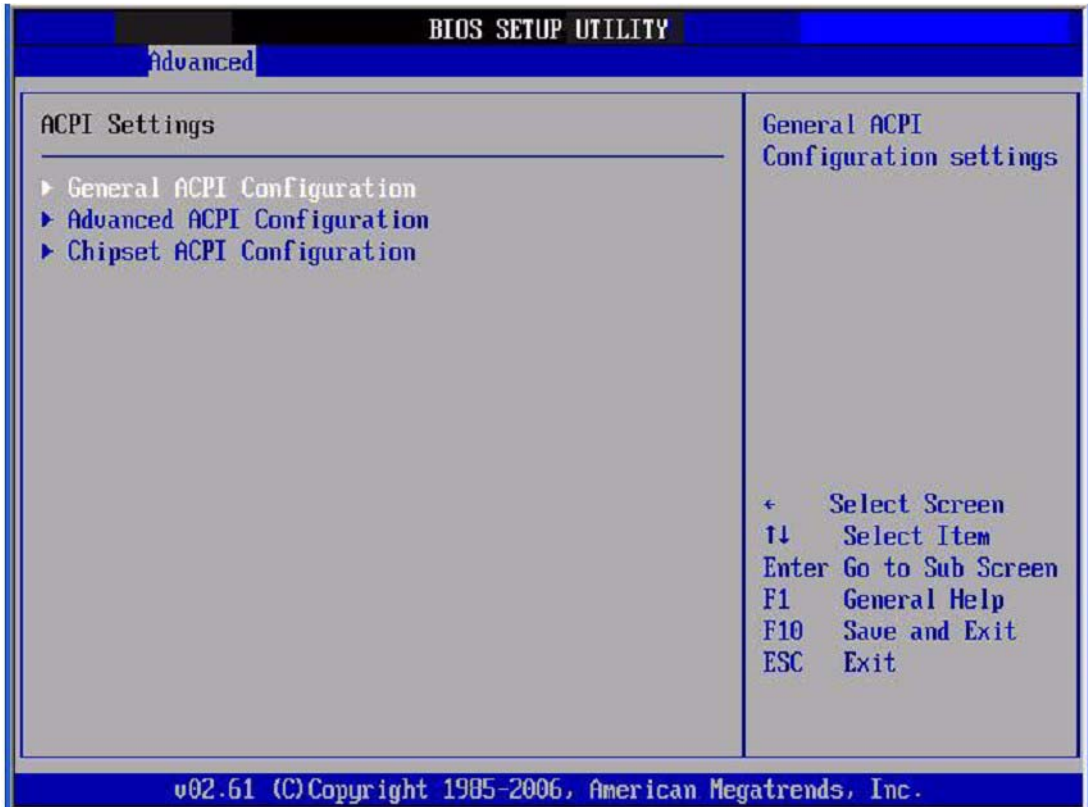 BIOS SETUP UTILITY
Advanced
ACPI Settings
▶ General ACPI Configuration
▶ Advanced ACPI Configuration
▶ Chipset ACPI Configuration
General ACPI
Configuration settings
← Select Screen
↑↓ Select Item
Enter Go to Sub Screen
F1 General Help
F10 Save and Exit
ESC Exit
v02.61 (C)Copyright 1985-2006, American Megatrends, Inc.